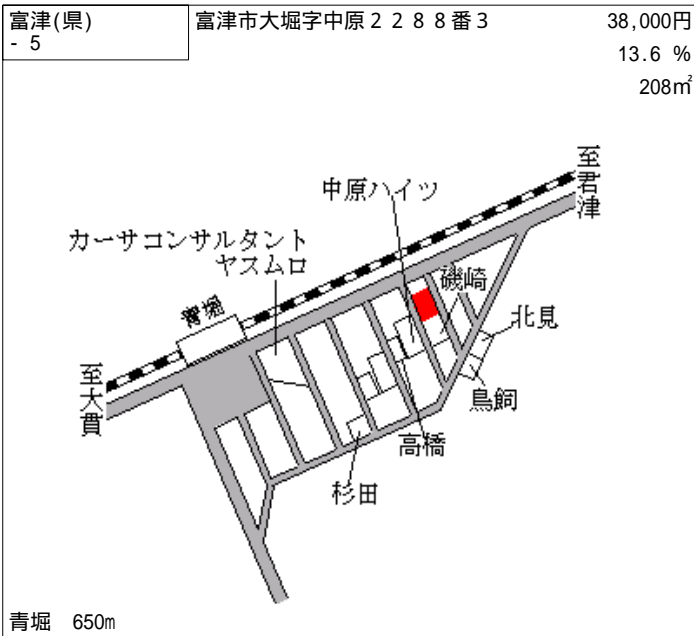 富津(県)
- 5
富津市大堀字中原２２８８番３
38,000円
13.6 %
208㎡
至君津
中原ハイツ
カーサコンサルタント
ヤスムロ
磯崎
青堀
北見
至大貫
鳥飼
高橋
杉田
青堀 650m